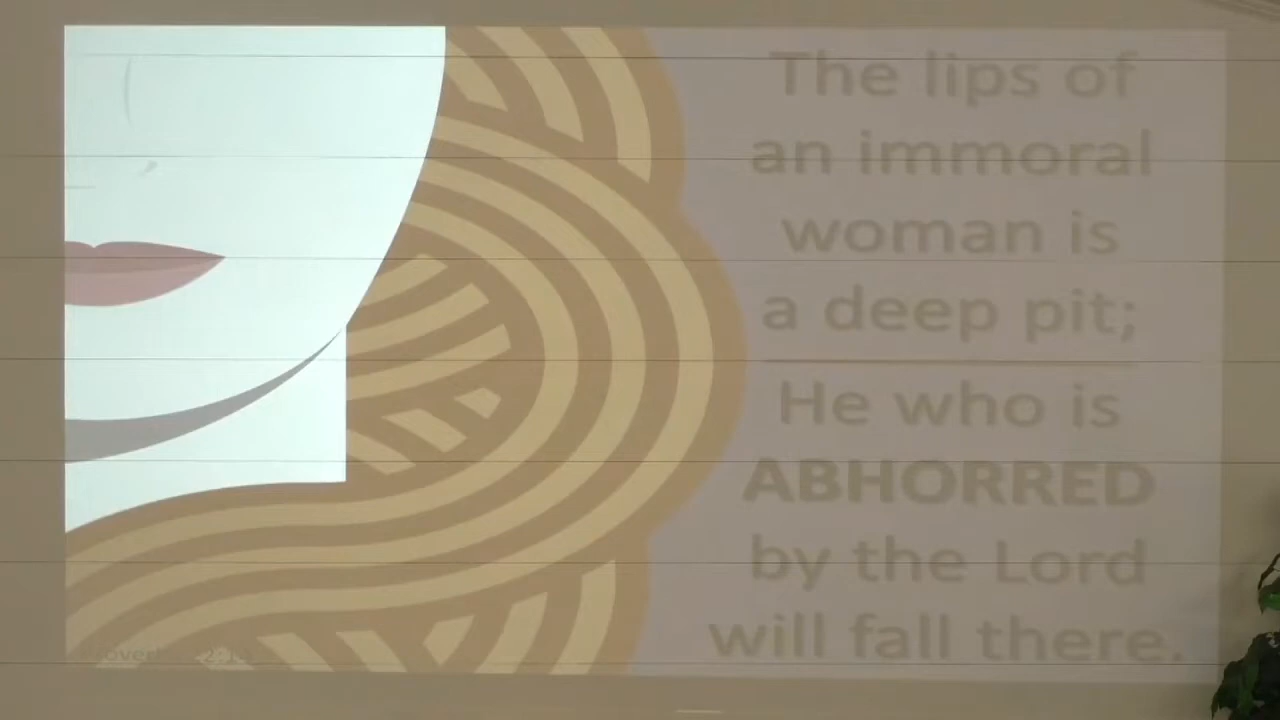 The lips of
an immoral
woman is
a deep pit;
He who is
ABHORRED
by the Lord
will fall there.